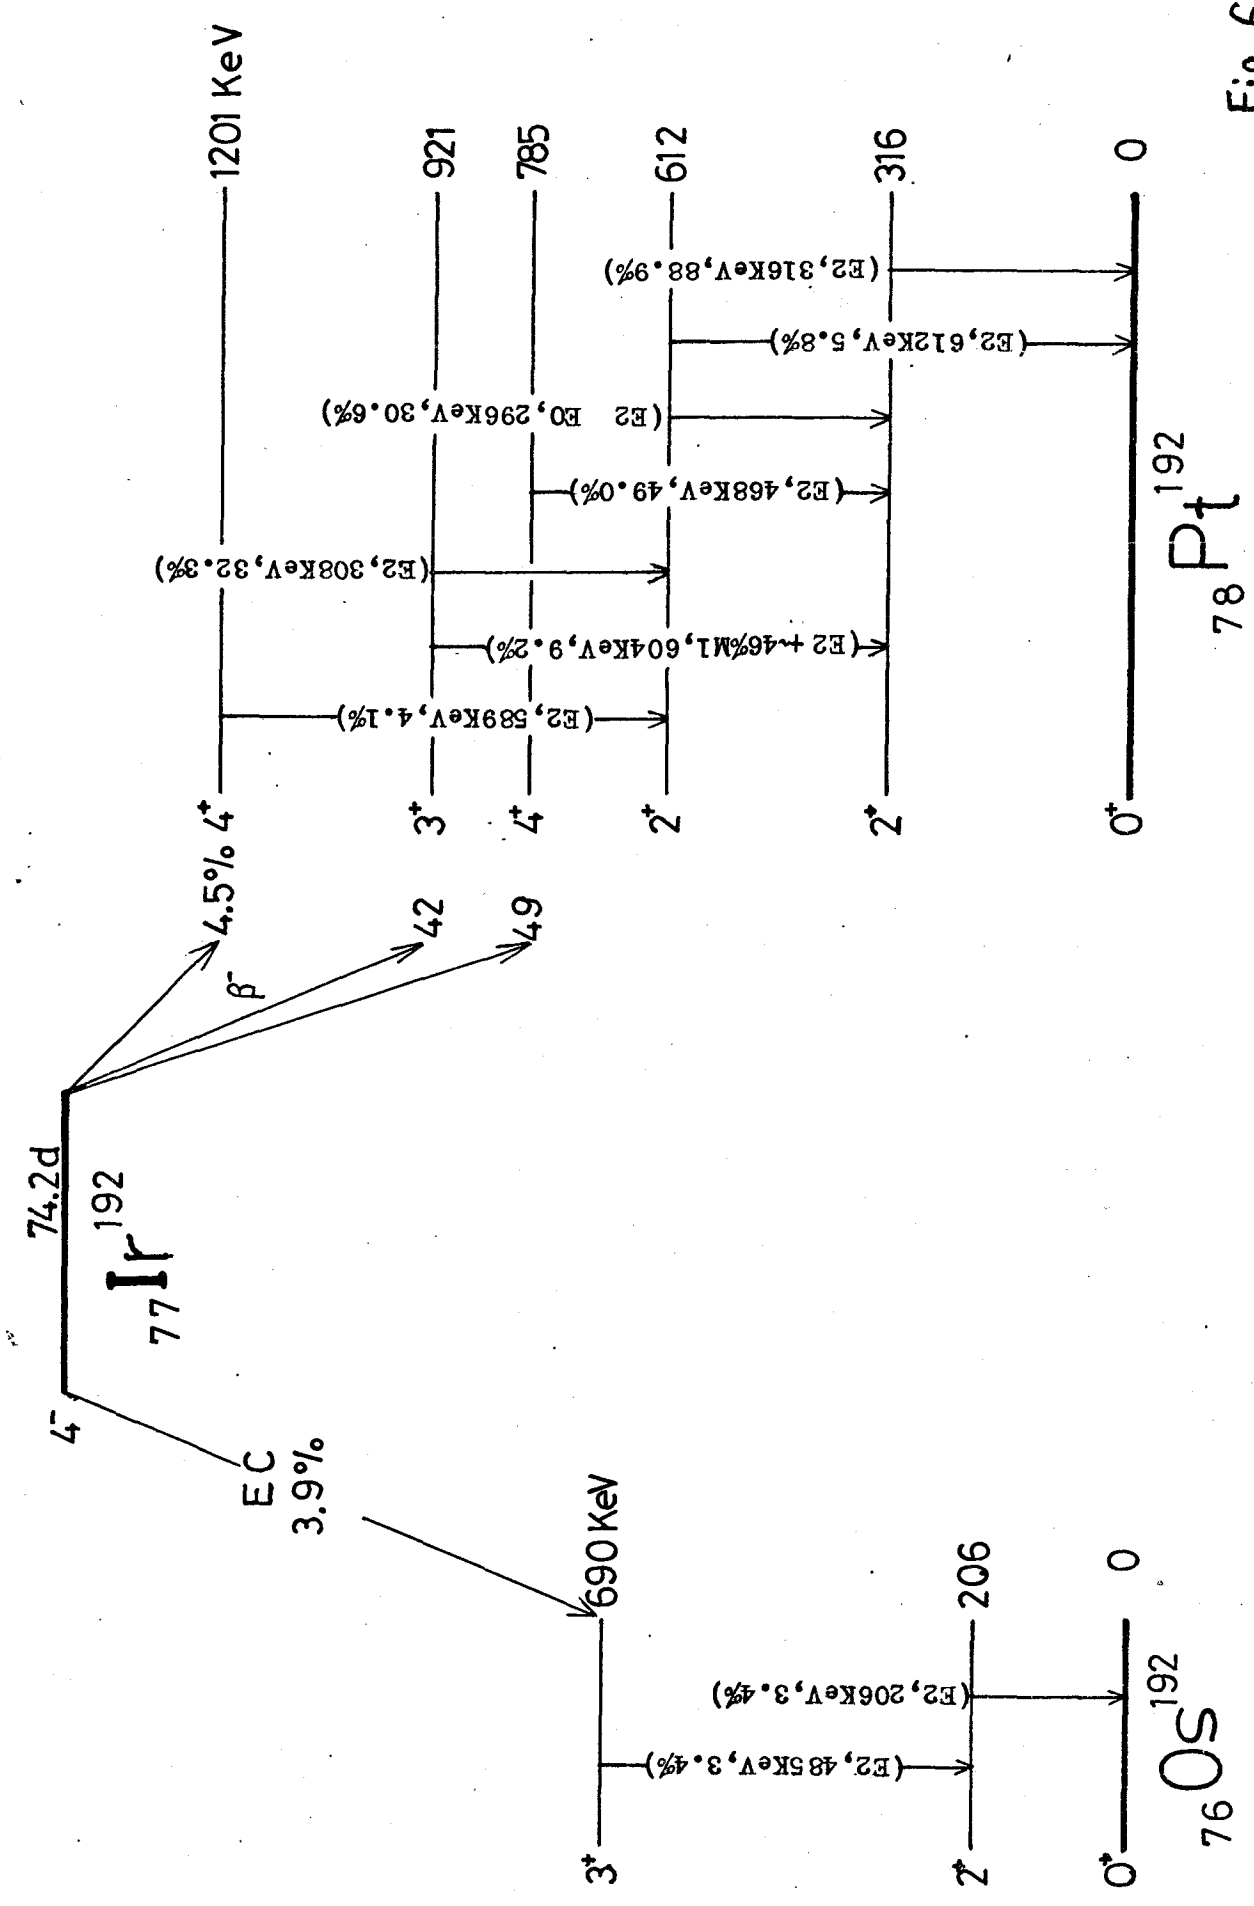 4⁻
74.2d
₇₇Ir¹⁹²
EC
3.9%
β⁻
4.5%
42
49
690 KeV
3⁺
(E2,485KeV,3.4%)
206
2⁺
(E2,206KeV,3.4%)
0
0⁺
₇₆Os¹⁹²
4⁺
1201 KeV
3⁺
921
4⁺
785
2⁺
612
2⁺
316
0⁺
0
(E2,589KeV,4.1%)
(E2 +~46%M1,604KeV,9.2%)
(E2,308KeV,32.3%)
(E2,468KeV,49.0%)
(E2 E0,296KeV,30.6%)
(E2,612KeV,5.8%)
(E2,316KeV,88.9%)
₇₈Pt¹⁹²
Fig. 6